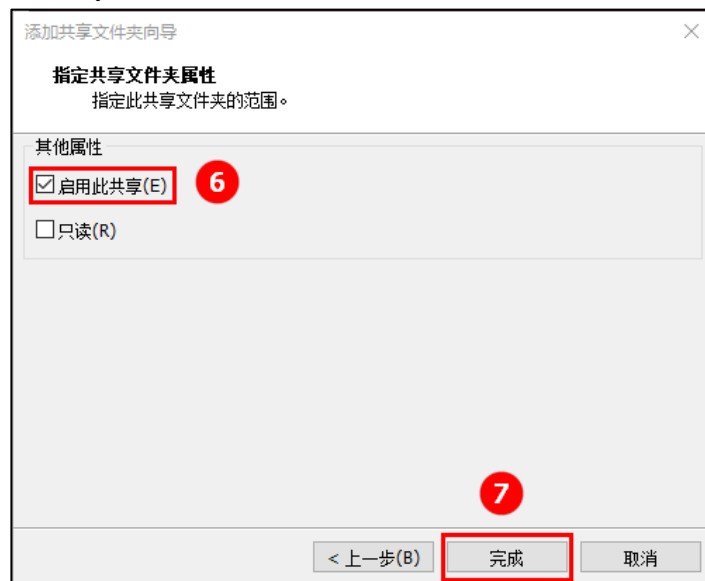 添加共享文件夹向导
指定共享文件夹属性
指定此共享文件夹的范围。
其他属性
启用此共享(E)
6
只读(R)
7
< 上一步(B)
完成
取消